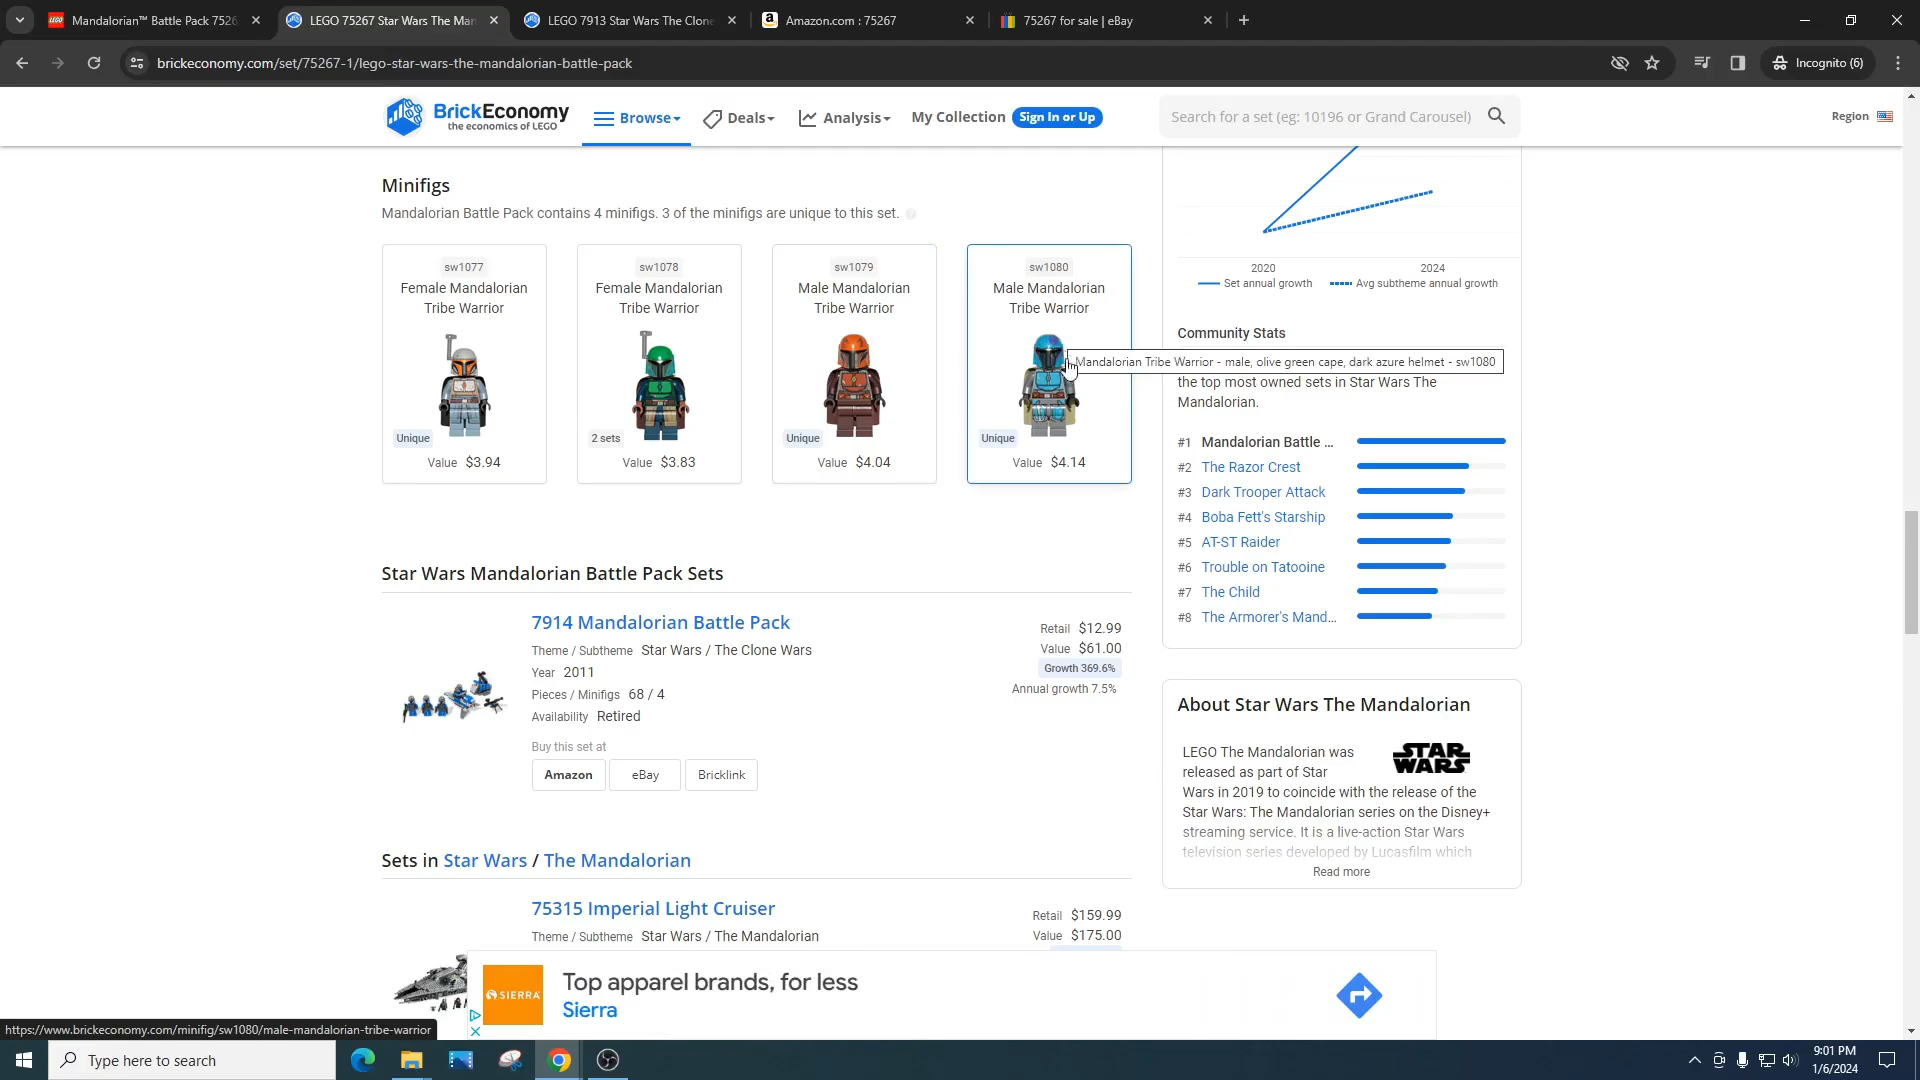 Mandalorian™ Battle Pack 7526
LEGO 75267 Star Wars The Man
LEGO 7913 Star Wars The Clone
Amazon.com : 75267
75267 for sale | eBay
brickeconomy.com/set/75267-1/lego-star-wars-the-mandalorian-battle-pack
Incognito (6)
BrickEconomy
the economics of LEGO
Browse
Deals
Analysis
My Collection
Sign In or Up
Search for a set (eg: 10196 or Grand Carousel)
Region
Minifigs
Mandalorian Battle Pack contains 4 minifigs. 3 of the minifigs are unique to this set.
sw1077
Female Mandalorian
Tribe Warrior
Unique
Value $3.94
sw1078
Female Mandalorian
Tribe Warrior
2 sets
Value $3.83
sw1079
Male Mandalorian
Tribe Warrior
Unique
Value $4.04
sw1080
Male Mandalorian
Tribe Warrior
Unique
Value $4.14
Mandalorian Tribe Warrior - male, olive green cape, dark azure helmet - sw1080
Star Wars Mandalorian Battle Pack Sets
7914 Mandalorian Battle Pack
Theme / Subtheme Star Wars / The Clone Wars
Year 2011
Pieces / Minifigs 68 / 4
Availability Retired
Buy this set at
Amazon
eBay
Bricklink
Retail $12.99
Value $61.00
Growth 369.6%
Annual growth 7.5%
Sets in Star Wars / The Mandalorian
75315 Imperial Light Cruiser
Theme / Subtheme Star Wars / The Mandalorian
Retail $159.99
Value $175.00
2020
2024
Set annual growth
Avg subtheme annual growth
Community Stats
the top most owned sets in Star Wars The
Mandalorian.
#1 Mandalorian Battle ...
#2 The Razor Crest
#3 Dark Trooper Attack
#4 Boba Fett's Starship
#5 AT-ST Raider
#6 Trouble on Tatooine
#7 The Child
#8 The Armorer's Mand...
About Star Wars The Mandalorian
STAR
WARS
LEGO The Mandalorian was
released as part of Star
Wars in 2019 to coincide with the release of the
Star Wars: The Mandalorian series on the Disney+
streaming service. It is a live-action Star Wars
television series developed by Lucasfilm which
Read more
SIERRA
Top apparel brands, for less
Sierra
https://www.brickeconomy.com/minifig/sw1080/male-mandalorian-tribe-warrior
Type here to search
9:01 PM
1/6/2024